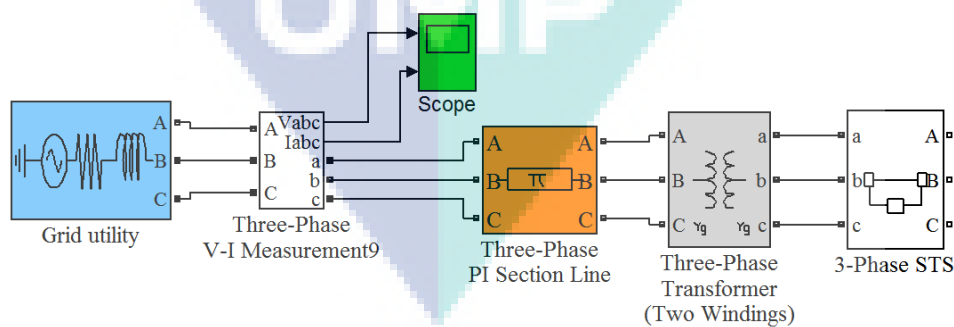 UMP
Scope
A
B
C
A
B
C
Vabc
Iabc
a
b
c
A
B
C
π
A
B
C
A
B
C
Yg
Yg
a
b
c
a
b
c
A
B
C
Grid utility
Three-Phase
V-I Measurement9
Three-Phase
PI Section Line
Three-Phase
Transformer
(Two Windings)
3-Phase STS